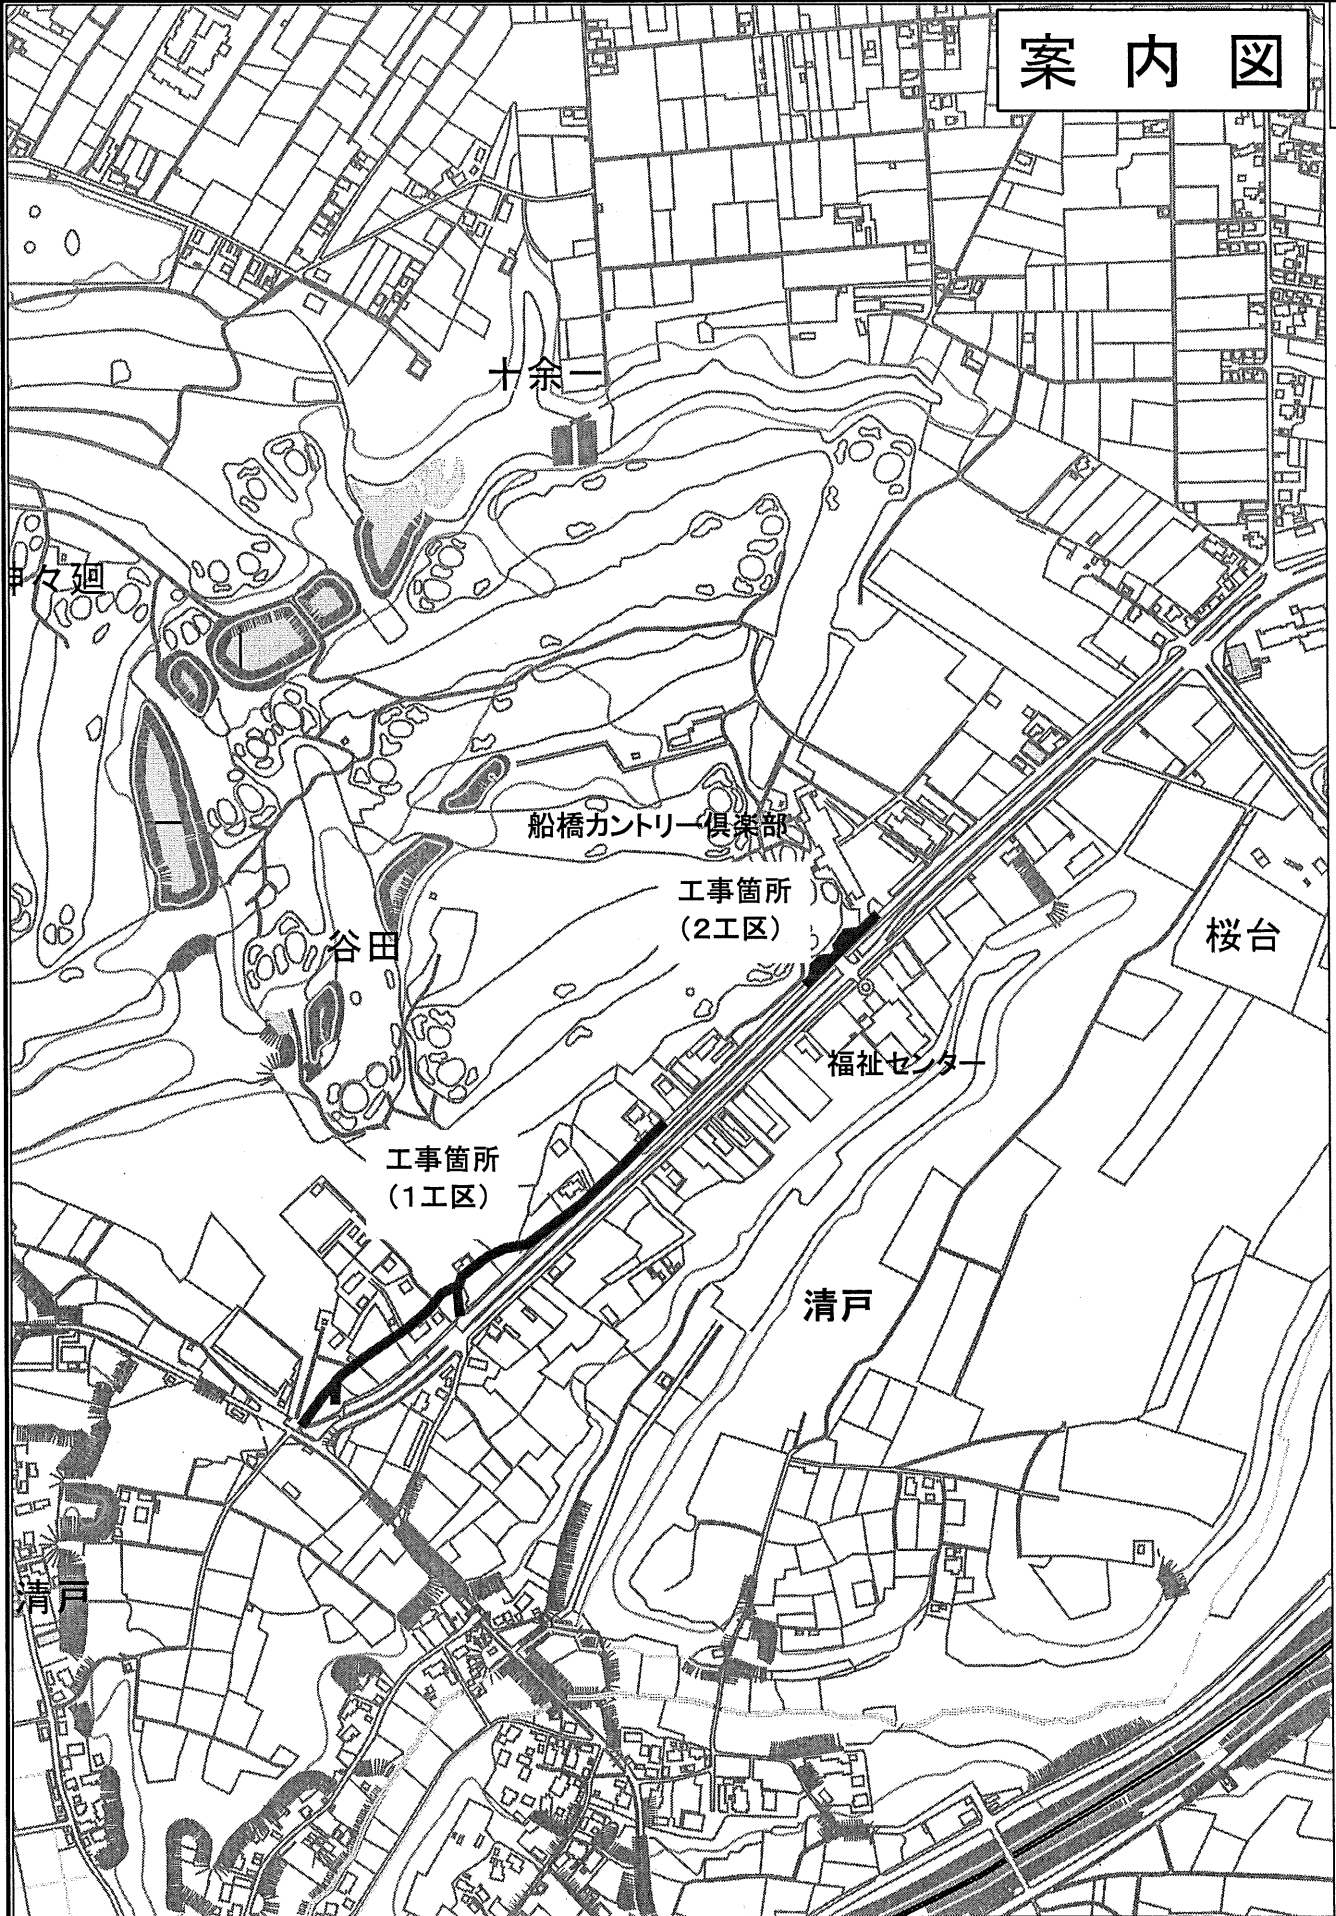 案内図
十余一
々廻
船橋カントリー倶楽部
工事箇所
（2工区）
谷田
桜台
福祉センター
工事箇所
（1工区）
清戸
清戸